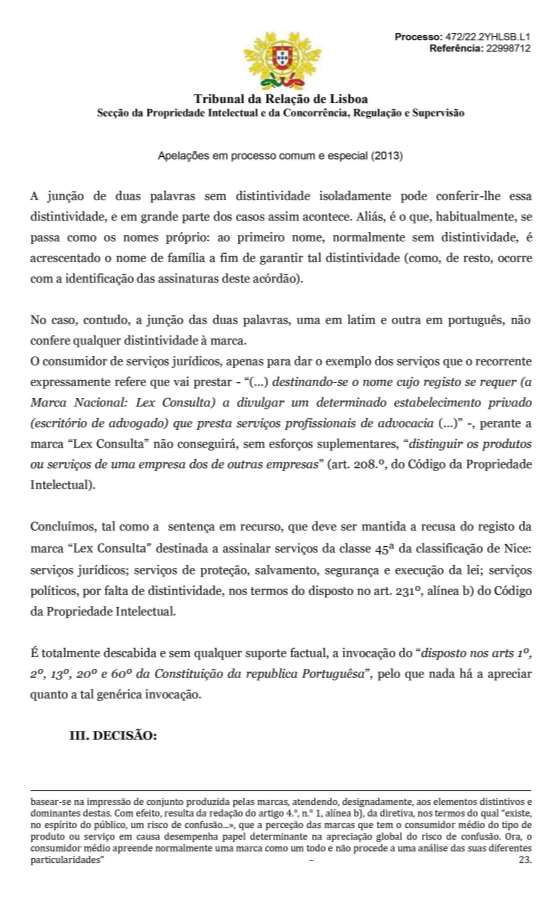 Processo: 472/22.2YHLSB.L1
Referência: 22998712
Tribunal da Relação de Lisboa
Secção da Propriedade Intelectual e da Concorrência, Regulação e Supervisão
Apelações em processo comum e especial (2013)
A junção de duas palavras sem distintividade isoladamente pode conferir-lhe essa
distintividade, e em grande parte dos casos assim acontece. Aliás, é o que, habitualmente, se
passa como os nomes próprio: ao primeiro nome, normalmente sem distintividade, é
acrescentado o nome de família a fim de garantir tal distintividade (como, de resto, ocorre
com a identificação das assinaturas deste acórdão).
No caso, contudo, a junção das duas palavras, uma em latim e outra em português, não
confere qualquer distintividade à marca.
O consumidor de serviços jurídicos, apenas para dar o exemplo dos serviços que o recorrente
expressamente refere que vai prestar - “(...) destinando-se o nome cujo registo se requer (a
Marca Nacional: Lex Consulta) a divulgar um determinado estabelecimento privado
(escritório de advogado) que presta serviços profissionais de advocacia (...)” -, perante a
marca “Lex Consulta” não conseguirá, sem esforços suplementares, “distinguir os produtos
ou serviços de uma empresa dos de outras empresas” (art. 208.º, do Código da Propriedade
Intelectual).
Concluímos, tal como a sentença em recurso, que deve ser mantida a recusa do registo da
marca “Lex Consulta” destinada a assinalar serviços da classe 45ª da classificação de Nice:
serviços jurídicos; serviços de proteção, salvamento, segurança e execução da lei; serviços
políticos, por falta de distintividade, nos termos do disposto no art. 231º, alínea b) do Código
da Propriedade Intelectual.
É totalmente descabida e sem qualquer suporte factual, a invocação do “disposto nos arts 1º,
2º, 13º, 20º e 60º da Constituição da republica Portuguêsa”, pelo que nada há a apreciar
quanto a tal genérica invocação.
III. DECISÃO:
basear-se na impressão de conjunto produzida pelas marcas, atendendo, designadamente, aos elementos distintivos e
dominantes destas. Com efeito, resulta da redação do artigo 4.º, n.º 1, alínea b), da diretiva, nos termos do qual “existe,
no espírito do público, um risco de confusão...», que a perceção das marcas que tem o consumidor médio do tipo de
produto ou serviço em causa desempenha papel determinante na apreciação global do risco de confusão. Ora, o
consumidor médio apreende normalmente uma marca como um todo e não procede a uma análise das suas diferentes
particularidades” – 23.